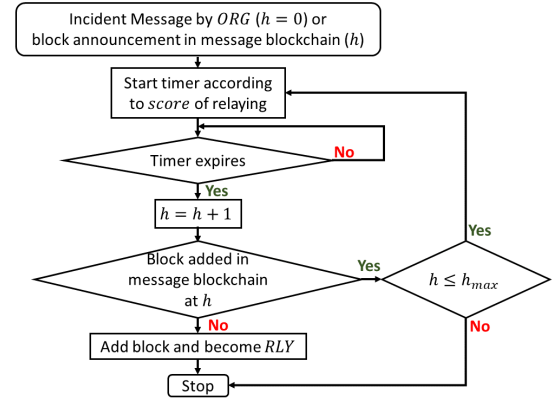 Incident Message by ORG (h = 0) or
block announcement in message blockchain (h)
Start timer according
to score of relaying
Timer expires
No
Yes
h = h + 1
Block added in
message blockchain
at h
Yes
h ≤ hₘₐₓ
Yes
No
No
Add block and become RLY
Stop